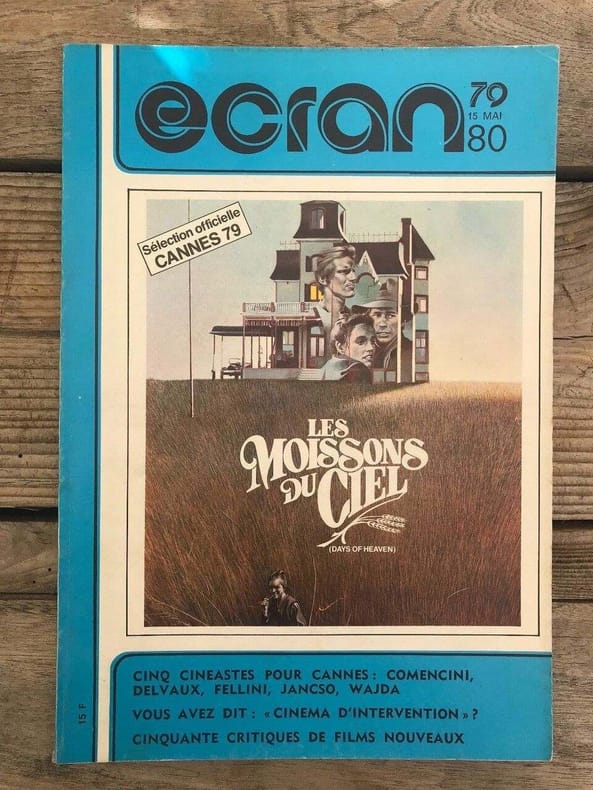 ecran 79
15 MAI
80
Sélection officielle
CANNES 79
LES
MOISSONS
DU CIEL
(DAYS OF HEAVEN)
CINQ CINEASTES POUR CANNES : COMENCINI,
DELVAUX, FELLINI, JANCSO, WAJDA
VOUS AVEZ DIT : « CINEMA D'INTERVENTION » ?
CINQUANTE CRITIQUES DE FILMS NOUVEAUX
15 F